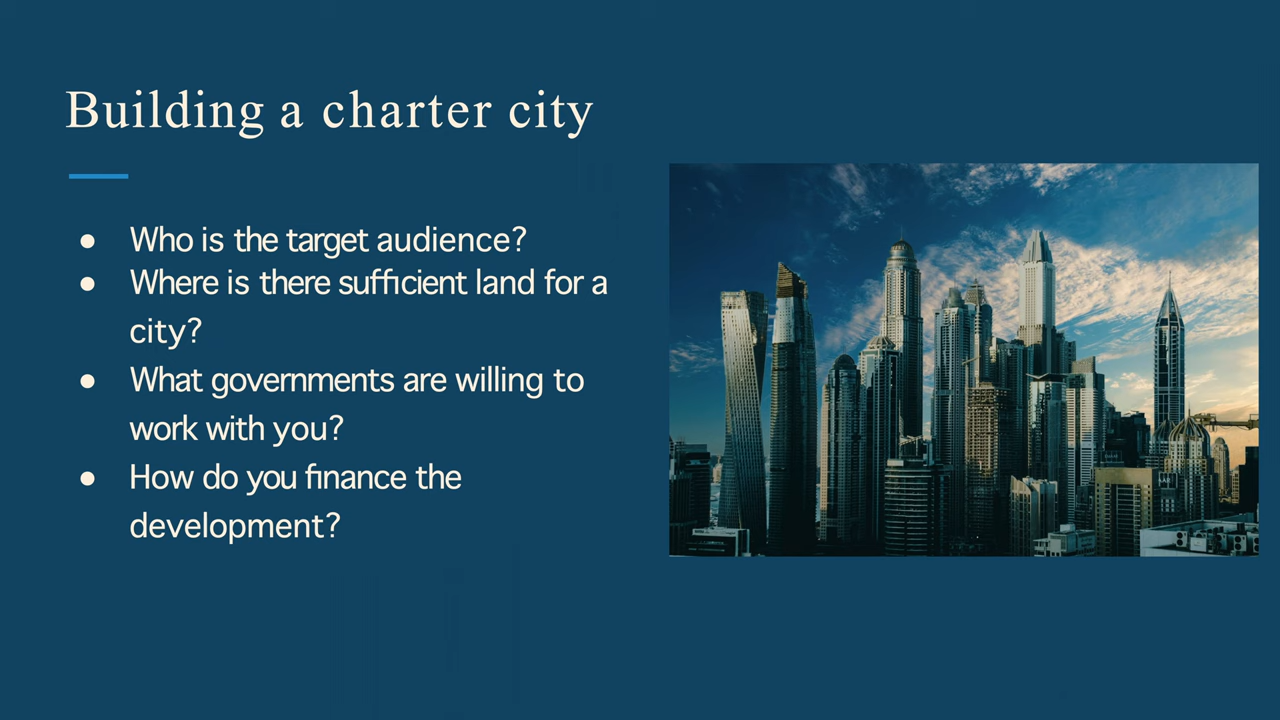 Building a charter city
● Who is the target audience?
● Where is there sufficient land for a
city?
● What governments are willing to
work with you?
● How do you finance the
development?